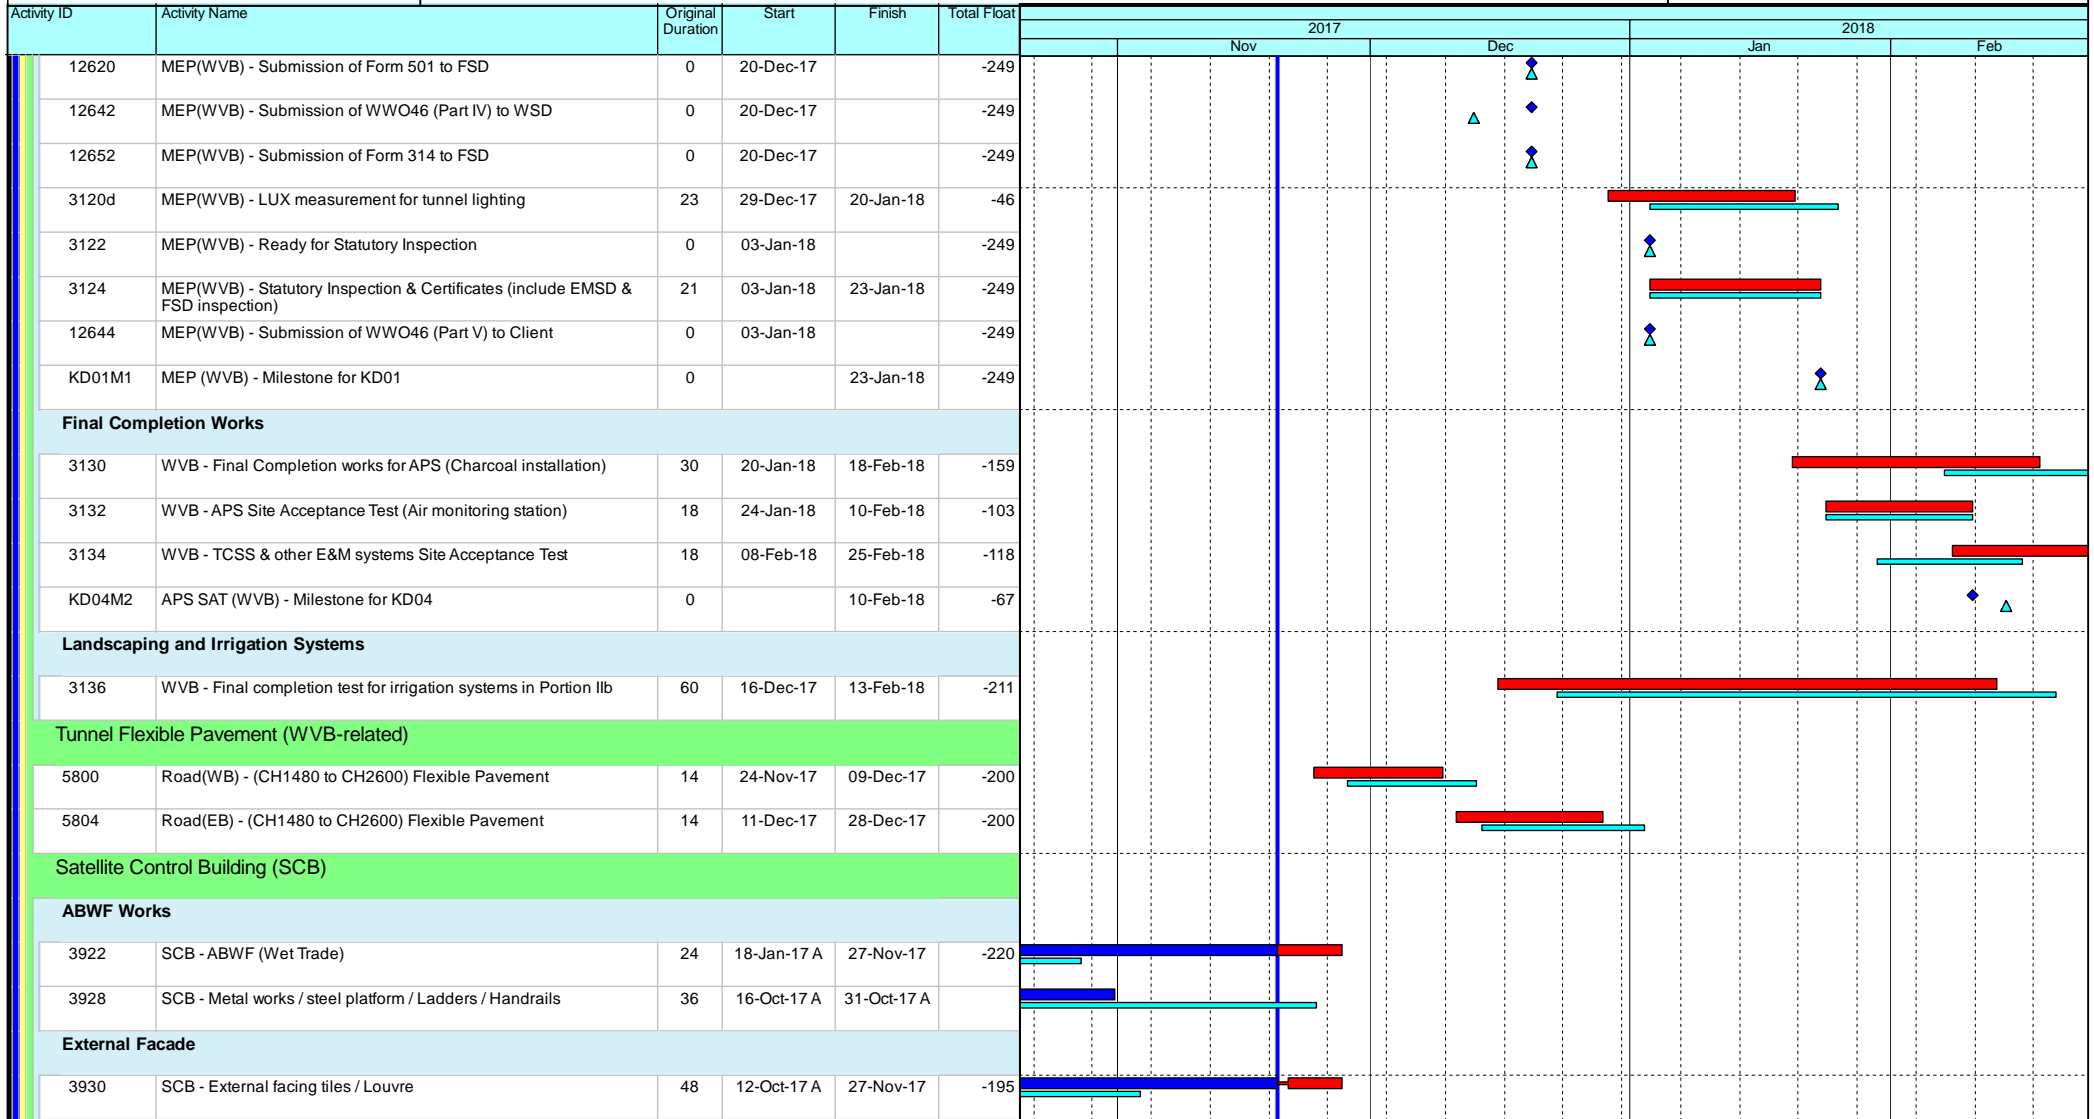 Activity ID Activity Name Original Duration Start Finish Total Float
2017 2018
Nov Dec Jan Feb
12620 MEP(WVB) - Submission of Form 501 to FSD 0 20-Dec-17 -249
12642 MEP(WVB) - Submission of WWO46 (Part IV) to WSD 0 20-Dec-17 -249
12652 MEP(WVB) - Submission of Form 314 to FSD 0 20-Dec-17 -249
3120d MEP(WVB) - LUX measurement for tunnel lighting 23 29-Dec-17 20-Jan-18 -46
3122 MEP(WVB) - Ready for Statutory Inspection 0 03-Jan-18 -249
3124 MEP(WVB) - Statutory Inspection & Certificates (include EMSD & FSD inspection) 21 03-Jan-18 23-Jan-18 -249
12644 MEP(WVB) - Submission of WWO46 (Part V) to Client 0 03-Jan-18 -249
KD01M1 MEP (WVB) - Milestone for KD01 0 23-Jan-18 -249
Final Completion Works
3130 WVB - Final Completion works for APS (Charcoal installation) 30 20-Jan-18 18-Feb-18 -159
3132 WVB - APS Site Acceptance Test (Air monitoring station) 18 24-Jan-18 10-Feb-18 -103
3134 WVB - TCSS & other E&M systems Site Acceptance Test 18 08-Feb-18 25-Feb-18 -118
KD04M2 APS SAT (WVB) - Milestone for KD04 0 10-Feb-18 -67
Landscaping and Irrigation Systems
3136 WVB - Final completion test for irrigation systems in Portion IIb 60 16-Dec-17 13-Feb-18 -211
Tunnel Flexible Pavement (WVB-related)
5800 Road(WB) - (CH1480 to CH2600) Flexible Pavement 14 24-Nov-17 09-Dec-17 -200
5804 Road(EB) - (CH1480 to CH2600) Flexible Pavement 14 11-Dec-17 28-Dec-17 -200
Satellite Control Building (SCB)
ABWF Works
3922 SCB - ABWF (Wet Trade) 24 18-Jan-17 A 27-Nov-17 -220
3928 SCB - Metal works / steel platform / Ladders / Handrails 36 16-Oct-17 A 31-Oct-17 A
External Facade
3930 SCB - External facing tiles / Louvre 48 12-Oct-17 A 27-Nov-17 -195